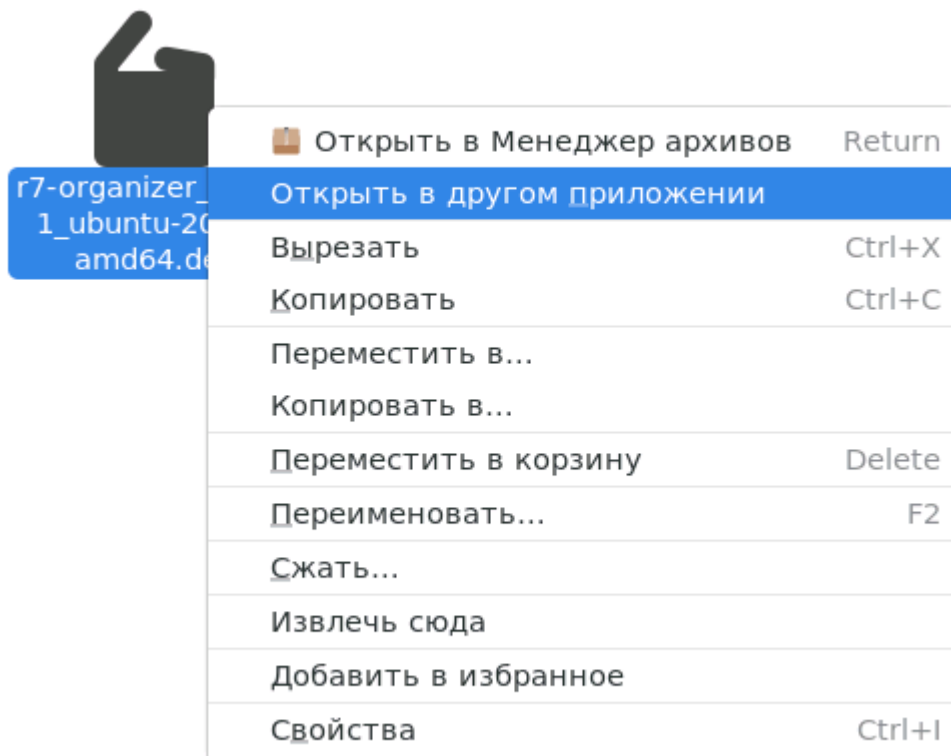 r7-organizer_
1_ubuntu-20
amd64.de
Открыть в Менеджер архивов Return
Открыть в другом приложении
Вырезать Ctrl+X
Копировать Ctrl+C
Переместить в...
Копировать в...
Переместить в корзину Delete
Переименовать... F2
Сжать...
Извлечь сюда
Добавить в избранное
Свойства Ctrl+I